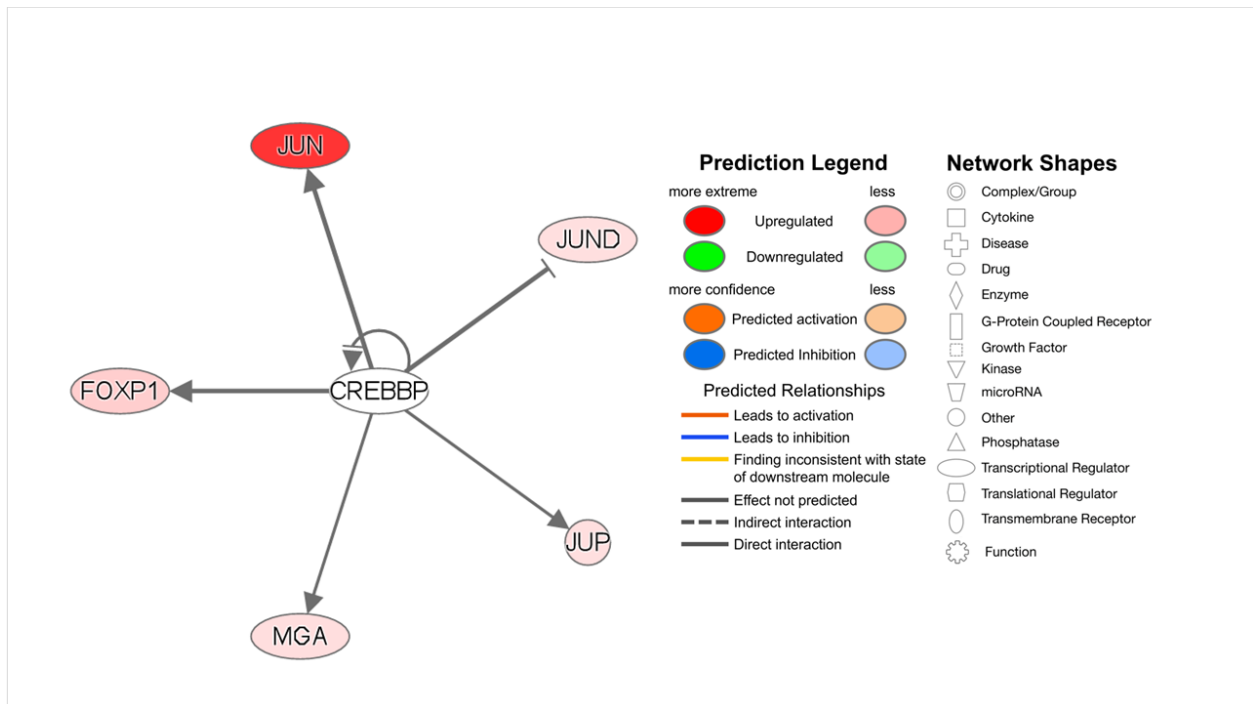 JUN
JUND
CREBBP
FOXP1
JUP
MGA
Prediction Legend
more extreme less
Upregulated
Downregulated
more confidence less
Predicted activation
Predicted Inhibition
Predicted Relationships
Leads to activation
Leads to inhibition
Finding inconsistent with state
of downstream molecule
Effect not predicted
Indirect interaction
Direct interaction
Network Shapes
Complex/Group
Cytokine
Disease
Drug
Enzyme
G-Protein Coupled Receptor
Growth Factor
Kinase
microRNA
Other
Phosphatase
Transcriptional Regulator
Translational Regulator
Transmembrane Receptor
Function